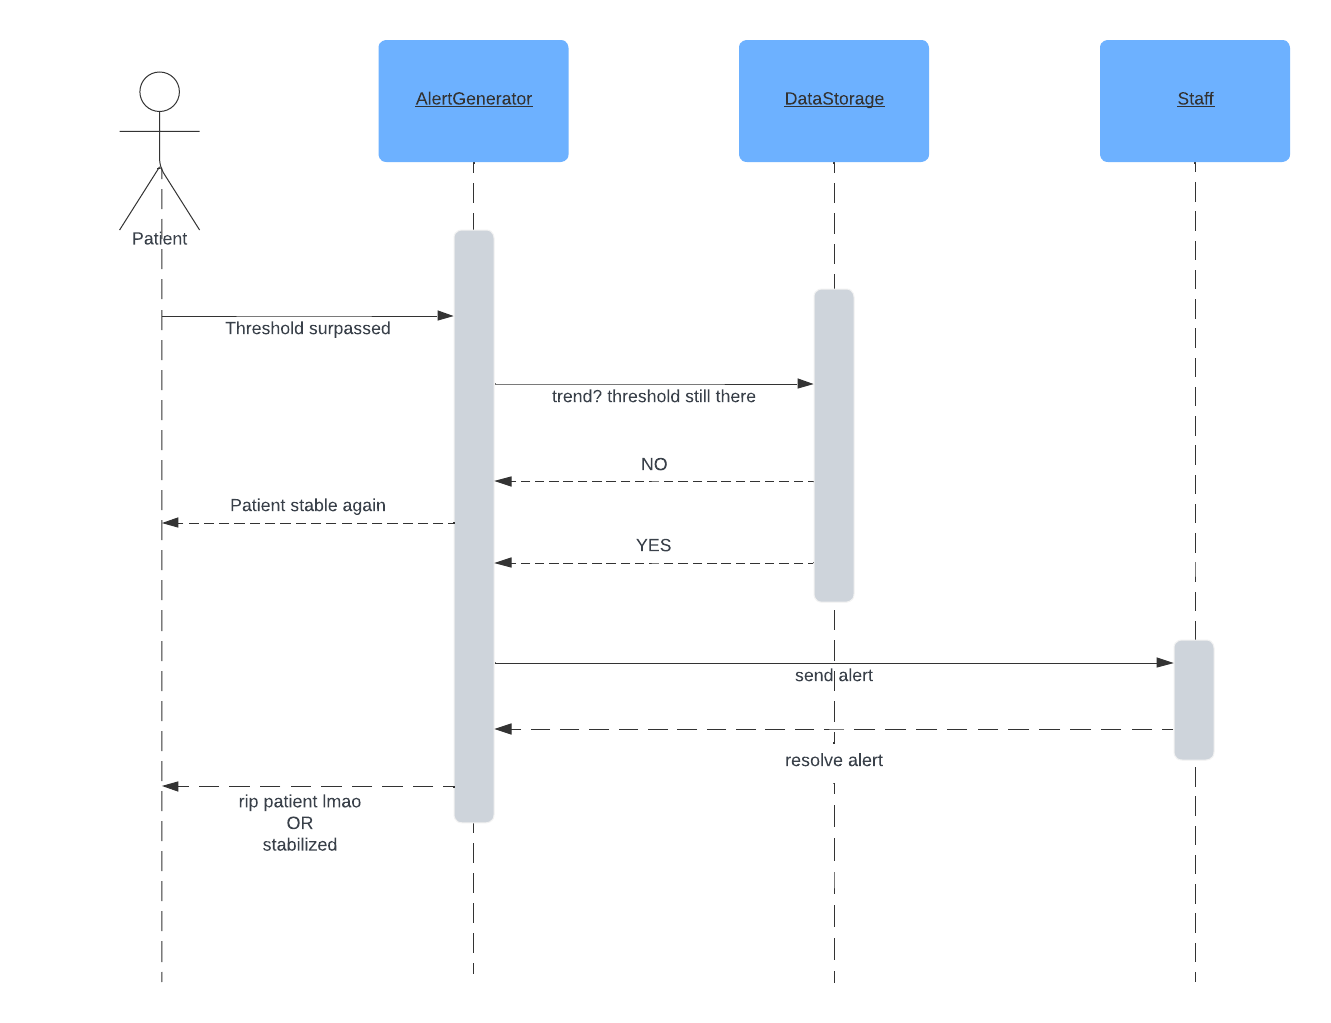 AlertGenerator
DataStorage
Staff
Patient
Threshold surpassed
trend? threshold still there
NO
Patient stable again
YES
send alert
resolve alert
rip patient lmao
OR
stabilized